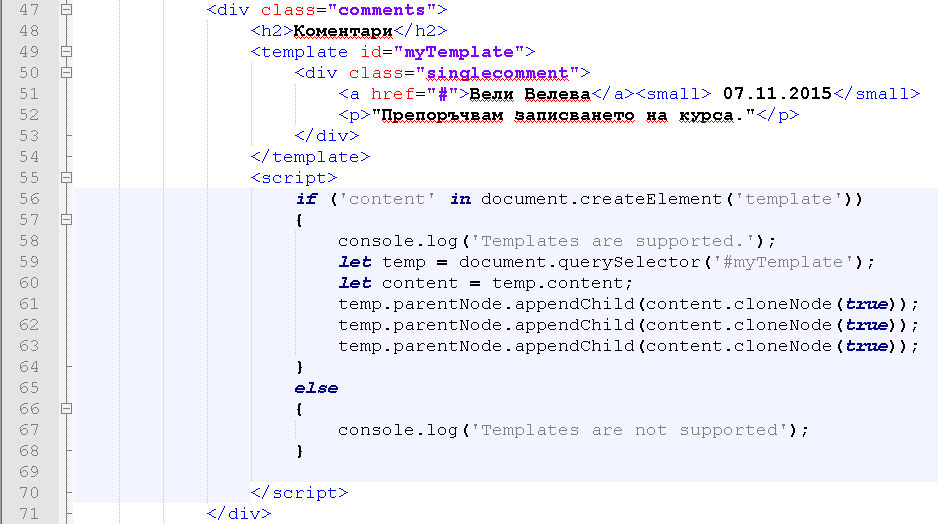 47 <div class="comments">
48 <h2>Коментари</h2>
49 <template id="myTemplate">
50 <div class="singlecomment">
51 <a href="#">Вели Велева</a><small> 07.11.2015</small>
52 <p>"Препоръчвам записването на курса."</p>
53 </div>
54 </template>
55 <script>
56 if ('content' in document.createElement('template'))
57 {
58 console.log('Templates are supported.');
59 let temp = document.querySelector('#myTemplate');
60 let content = temp.content;
61 temp.parentNode.appendChild(content.cloneNode(true));
62 temp.parentNode.appendChild(content.cloneNode(true));
63 temp.parentNode.appendChild(content.cloneNode(true));
64 }
65 else
66 {
67 console.log('Templates are not supported');
68 }
69
70 </script>
71 </div>